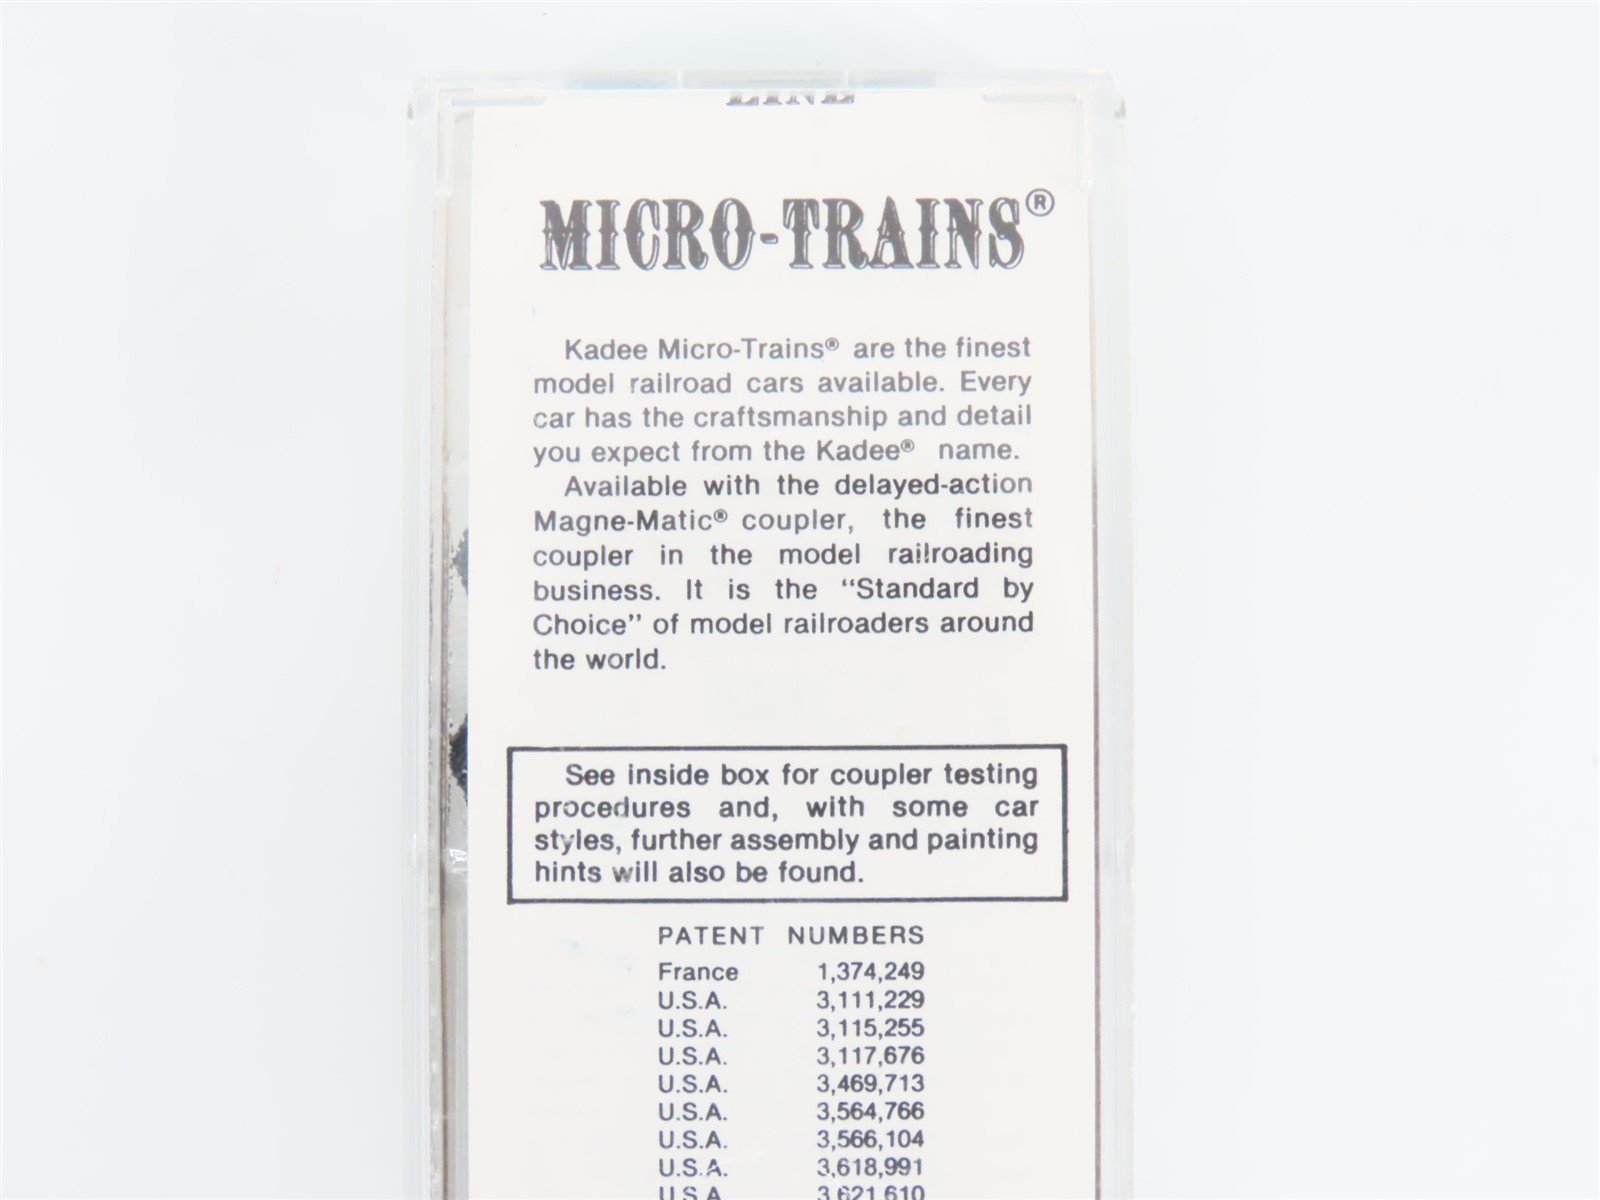 LINE
MICRO-TRAINS®
Kadee Micro-Trains® are the finest
model railroad cars available. Every
car has the craftsmanship and detail
you expect from the Kadee® name.
Available with the delayed-action
Magne-Matic® coupler, the finest
coupler in the model railroading
business. It is the "Standard by
Choice" of model railroaders around
the world.
See inside box for coupler testing
procedures and, with some car
styles, further assembly and painting
hints will also be found.
PATENT NUMBERS
France 1,374,249
U.S.A. 3,111,229
U.S.A. 3,115,255
U.S.A. 3,117,676
U.S.A. 3,469,713
U.S.A. 3,564,766
U.S.A. 3,566,104
U.S.A. 3,618,991
U.S.A. 3,621,610